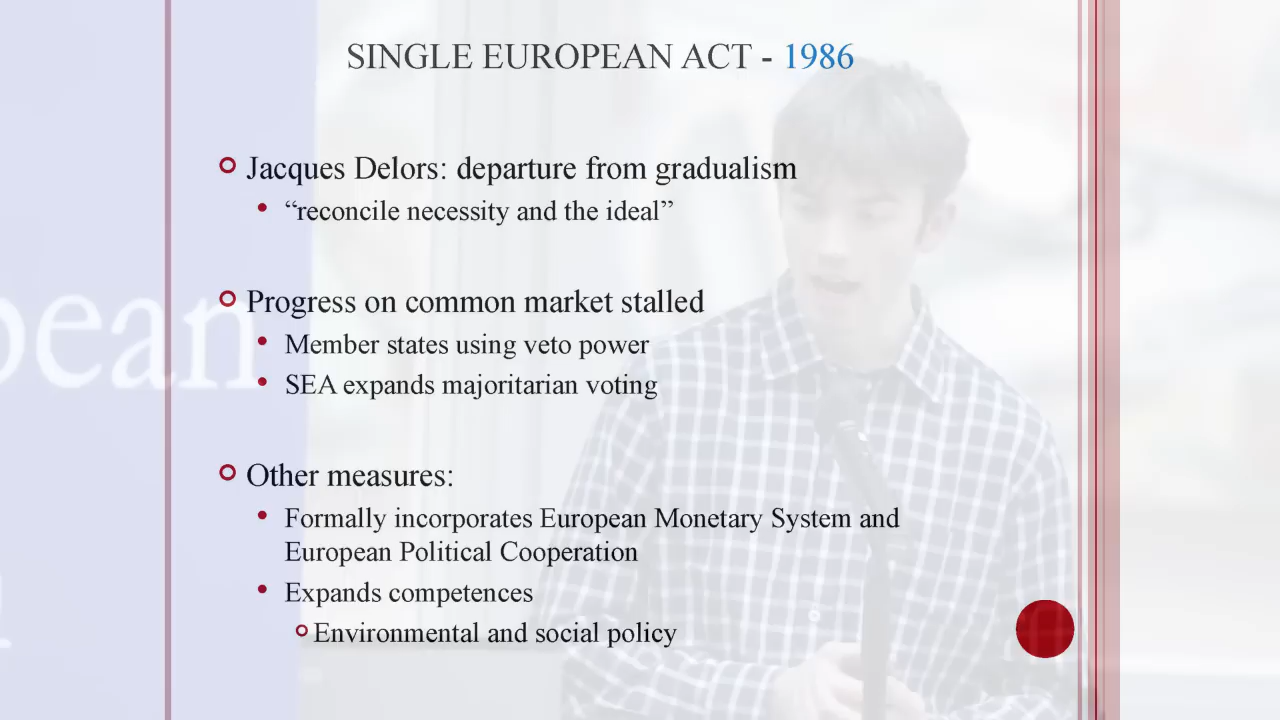 SINGLE EUROPEAN ACT - 1986
Jacques Delors: departure from gradualism
“reconcile necessity and the ideal”
Progress on common market stalled
Member states using veto power
SEA expands majoritarian voting
Other measures:
Formally incorporates European Monetary System and
European Political Cooperation
Expands competences
Environmental and social policy
pean